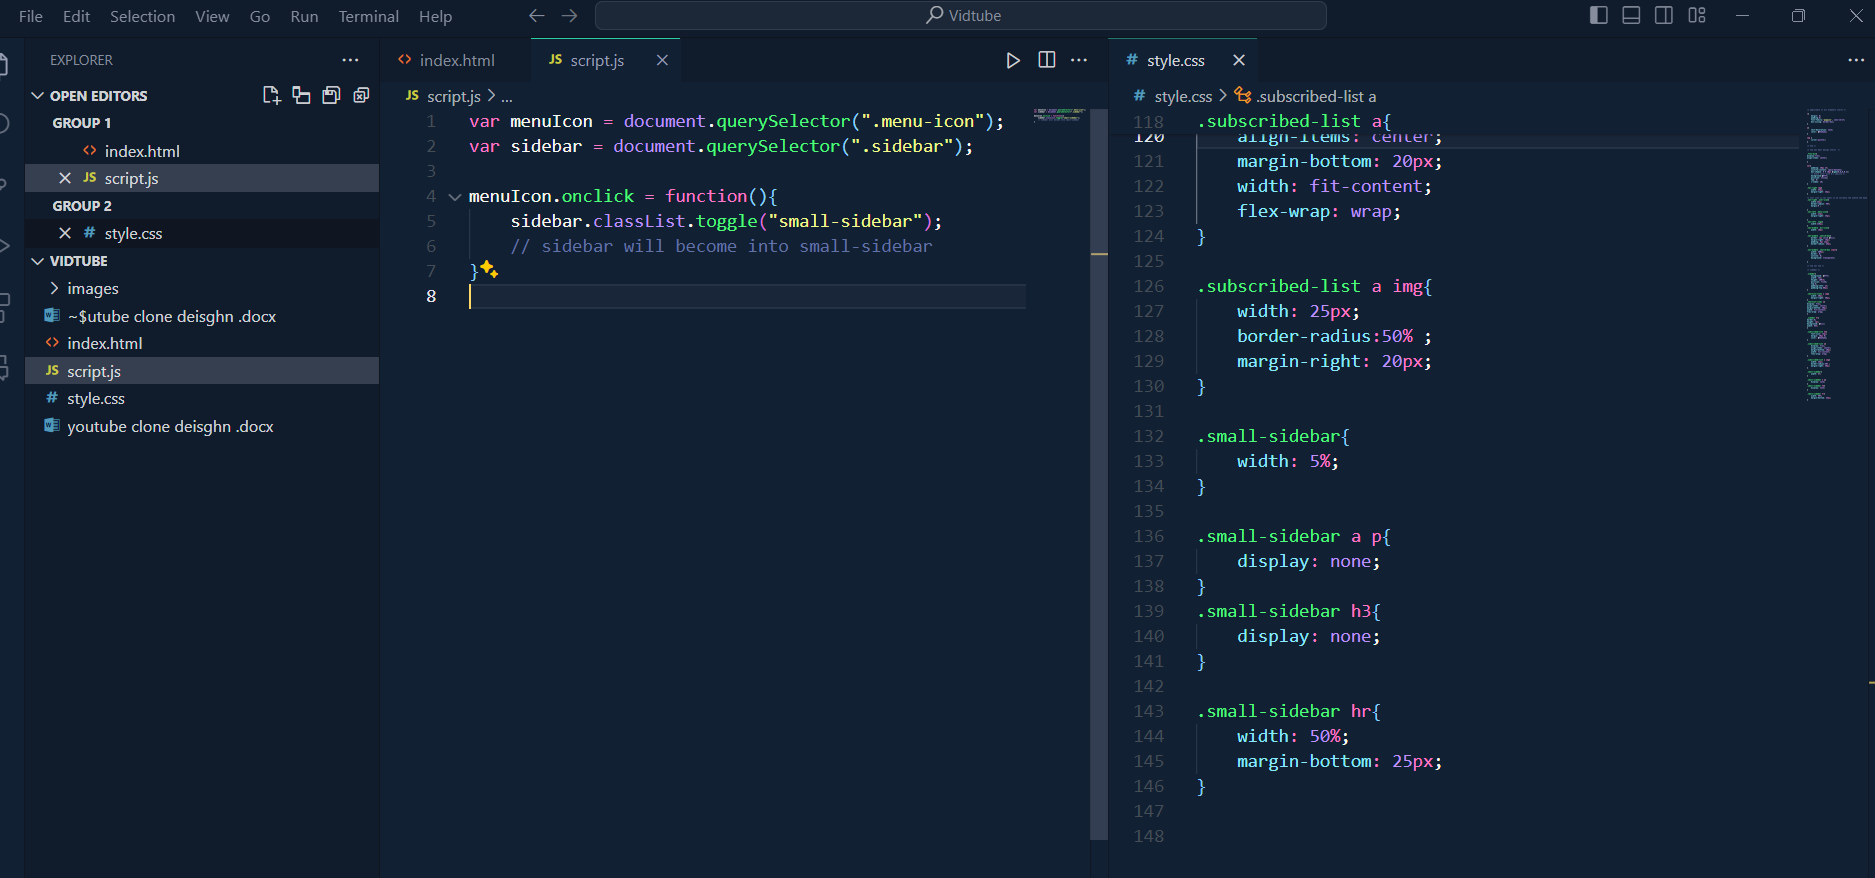 File Edit Selection View Go Run Terminal Help
Vidtube
EXPLORER
OPEN EDITORS
GROUP 1
index.html
JS script.js
GROUP 2
# style.css
VIDTUBE
images
~$utube clone deisghn .docx
index.html
JS script.js
# style.css
youtube clone deisghn .docx
index.html
JS script.js
JS script.js > ...
1 var menuIcon = document.querySelector(".menu-icon");
2 var sidebar = document.querySelector(".sidebar");
3
4 menuIcon.onclick = function(){
5 sidebar.classList.toggle("small-sidebar");
6 // sidebar will become into small-sidebar
7 }
8
# style.css
# style.css > .subscribed-list a
118 .subscribed-list a{
120 align-items: center;
121 margin-bottom: 20px;
122 width: fit-content;
123 flex-wrap: wrap;
124 }
125
126 .subscribed-list a img{
127 width: 25px;
128 border-radius:50% ;
129 margin-right: 20px;
130 }
131
132 .small-sidebar{
133 width: 5%;
134 }
135
136 .small-sidebar a p{
137 display: none;
138 }
139 .small-sidebar h3{
140 display: none;
141 }
142
143 .small-sidebar hr{
144 width: 50%;
145 margin-bottom: 25px;
146 }
147
148